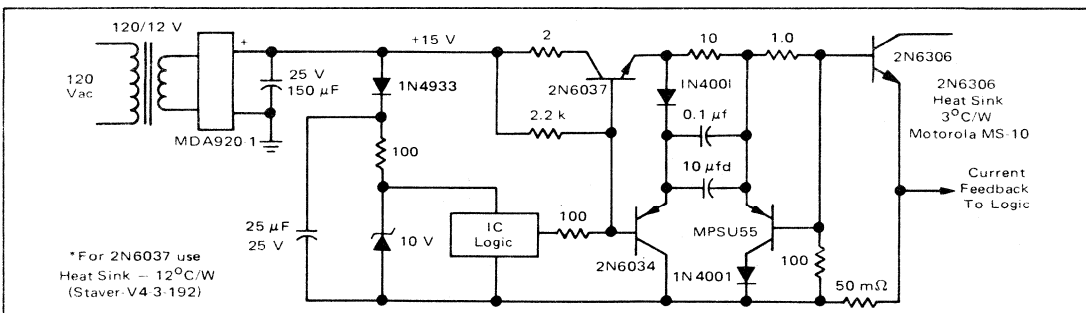 120/12 V
120
Vac
MDA920-1
+
25 V
150 μF
+15 V
1N4933
100
25 μF
25 V
10 V
*For 2N6037 use
Heat Sink – 12°C/W
(Staver-V4-3-192)
2
2N6037
2.2 k
IC
Logic
100
2N6034
10
IN400I
0.1 μf
10 μfd
MPSU55
1N4001
1.0
100
50 mΩ
2N6306
2N6306
Heat Sink
3°C/W
Motorola MS-10
Current
Feedback
To Logic